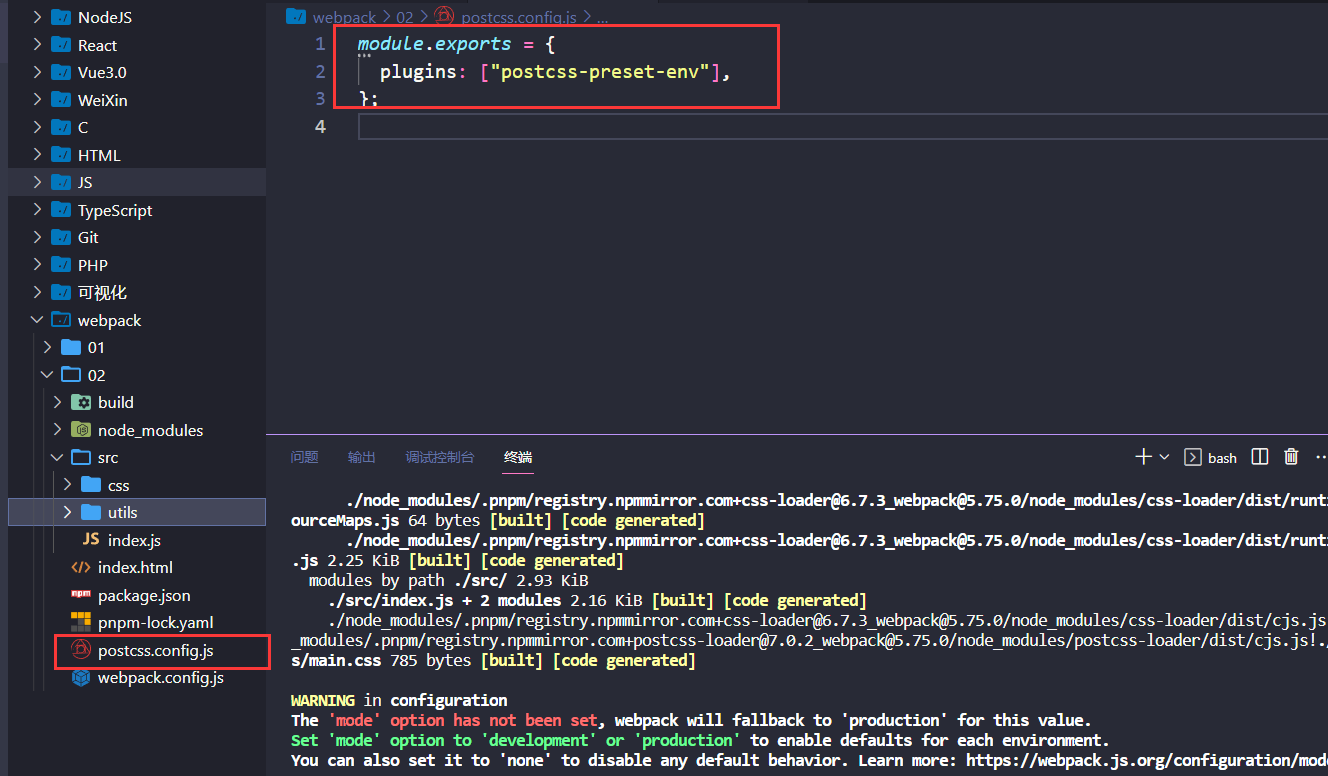 NodeJS
React
Vue3.0
WeiXin
C
HTML
JS
TypeScript
Git
PHP
可视化
webpack
01
02
build
node_modules
src
css
utils
JS index.js
index.html
npm package.json
pnpm-lock.yaml
postcss.config.js
webpack.config.js
webpack > 02 > postcss.config.js > ...
1 module.exports = {
2 plugins: ["postcss-preset-env"],
3 };
4
问题 输出 调试控制台 终端
bash
./node_modules/.pnpm/registry.npmmirror.com+css-loader@6.7.3_webpack@5.75.0/node_modules/css-loader/dist/runti
ourceMaps.js 64 bytes [built] [code generated]
./node_modules/.pnpm/registry.npmmirror.com+css-loader@6.7.3_webpack@5.75.0/node_modules/css-loader/dist/runti
.js 2.25 KiB [built] [code generated]
modules by path ./src/ 2.93 KiB
./src/index.js + 2 modules 2.16 KiB [built] [code generated]
./node_modules/.pnpm/registry.npmmirror.com+css-loader@6.7.3_webpack@5.75.0/node_modules/css-loader/dist/cjs.js
_modules/.pnpm/registry.npmmirror.com+postcss-loader@7.0.2_webpack@5.75.0/node_modules/postcss-loader/dist/cjs.js!./
s/main.css 785 bytes [built] [code generated]
WARNING in configuration
The 'mode' option has not been set, webpack will fallback to 'production' for this value.
Set 'mode' option to 'development' or 'production' to enable defaults for each environment.
You can also set it to 'none' to disable any default behavior. Learn more: https://webpack.js.org/configuration/mod